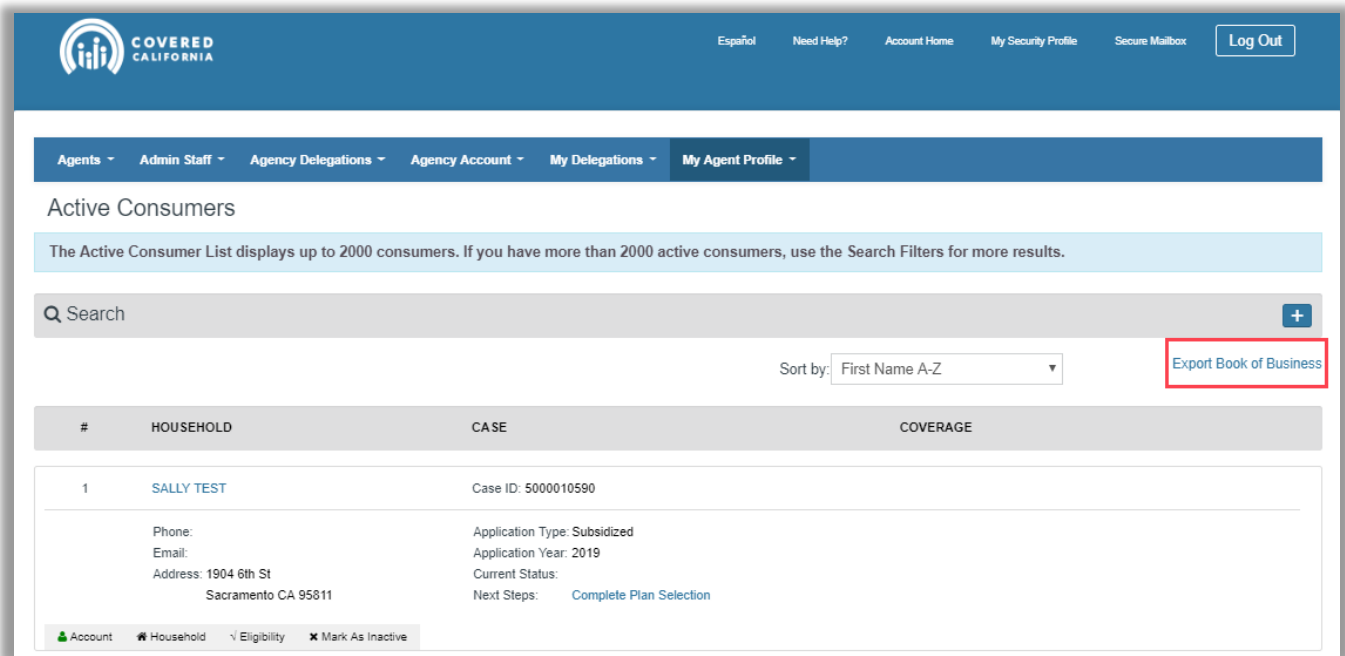 COVERED
CALIFORNIA
Español Need Help? Account Home My Security Profile Secure Mailbox Log Out
Agents Admin Staff Agency Delegations Agency Account My Delegations My Agent Profile
Active Consumers
The Active Consumer List displays up to 2000 consumers. If you have more than 2000 active consumers, use the Search Filters for more results.
Search +
Sort by: First Name A-Z Export Book of Business
# HOUSEHOLD CASE COVERAGE
1 SALLY TEST Case ID: 5000010590
Phone: Application Type: Subsidized
Email: Application Year: 2019
Address: 1904 6th St Current Status:
Sacramento CA 95811 Next Steps: Complete Plan Selection
Account Household √ Eligibility Mark As Inactive